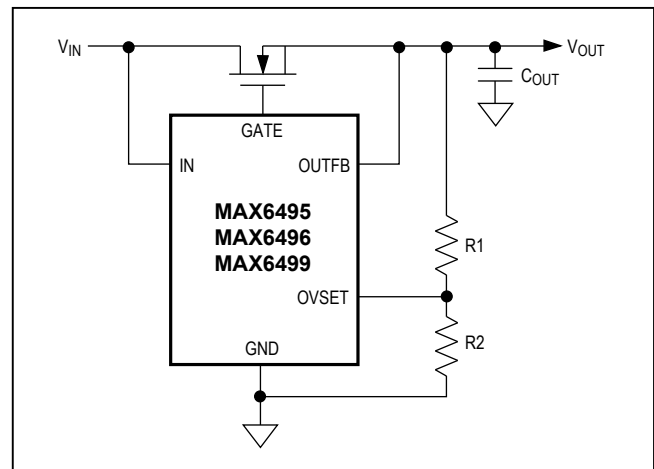 VIN
VOUT
COUT
GATE
IN
OUTFB
MAX6495
MAX6496
MAX6499
R1
OVSET
R2
GND